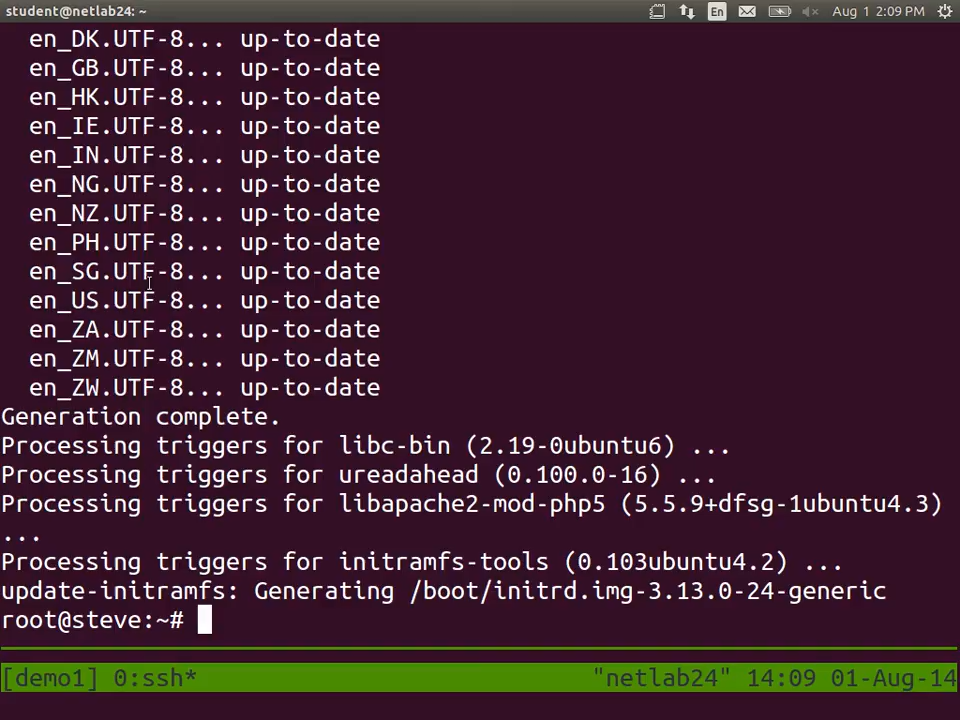 student@netlab24: ~
En
Aug 1 2:09 PM
en_DK.UTF-8... up-to-date
en_GB.UTF-8... up-to-date
en_HK.UTF-8... up-to-date
en_IE.UTF-8... up-to-date
en_IN.UTF-8... up-to-date
en_NG.UTF-8... up-to-date
en_NZ.UTF-8... up-to-date
en_PH.UTF-8... up-to-date
en_SG.UTF-8... up-to-date
en_US.UTF-8... up-to-date
en_ZA.UTF-8... up-to-date
en_ZM.UTF-8... up-to-date
en_ZW.UTF-8... up-to-date
Generation complete.
Processing triggers for libc-bin (2.19-0ubuntu6) ...
Processing triggers for ureadahead (0.100.0-16) ...
Processing triggers for libapache2-mod-php5 (5.5.9+dfsg-1ubuntu4.3)
...
Processing triggers for initramfs-tools (0.103ubuntu4.2) ...
update-initramfs: Generating /boot/initrd.img-3.13.0-24-generic
root@steve:~#
[demo1] 0:ssh* "netlab24" 14:09 01-Aug-14